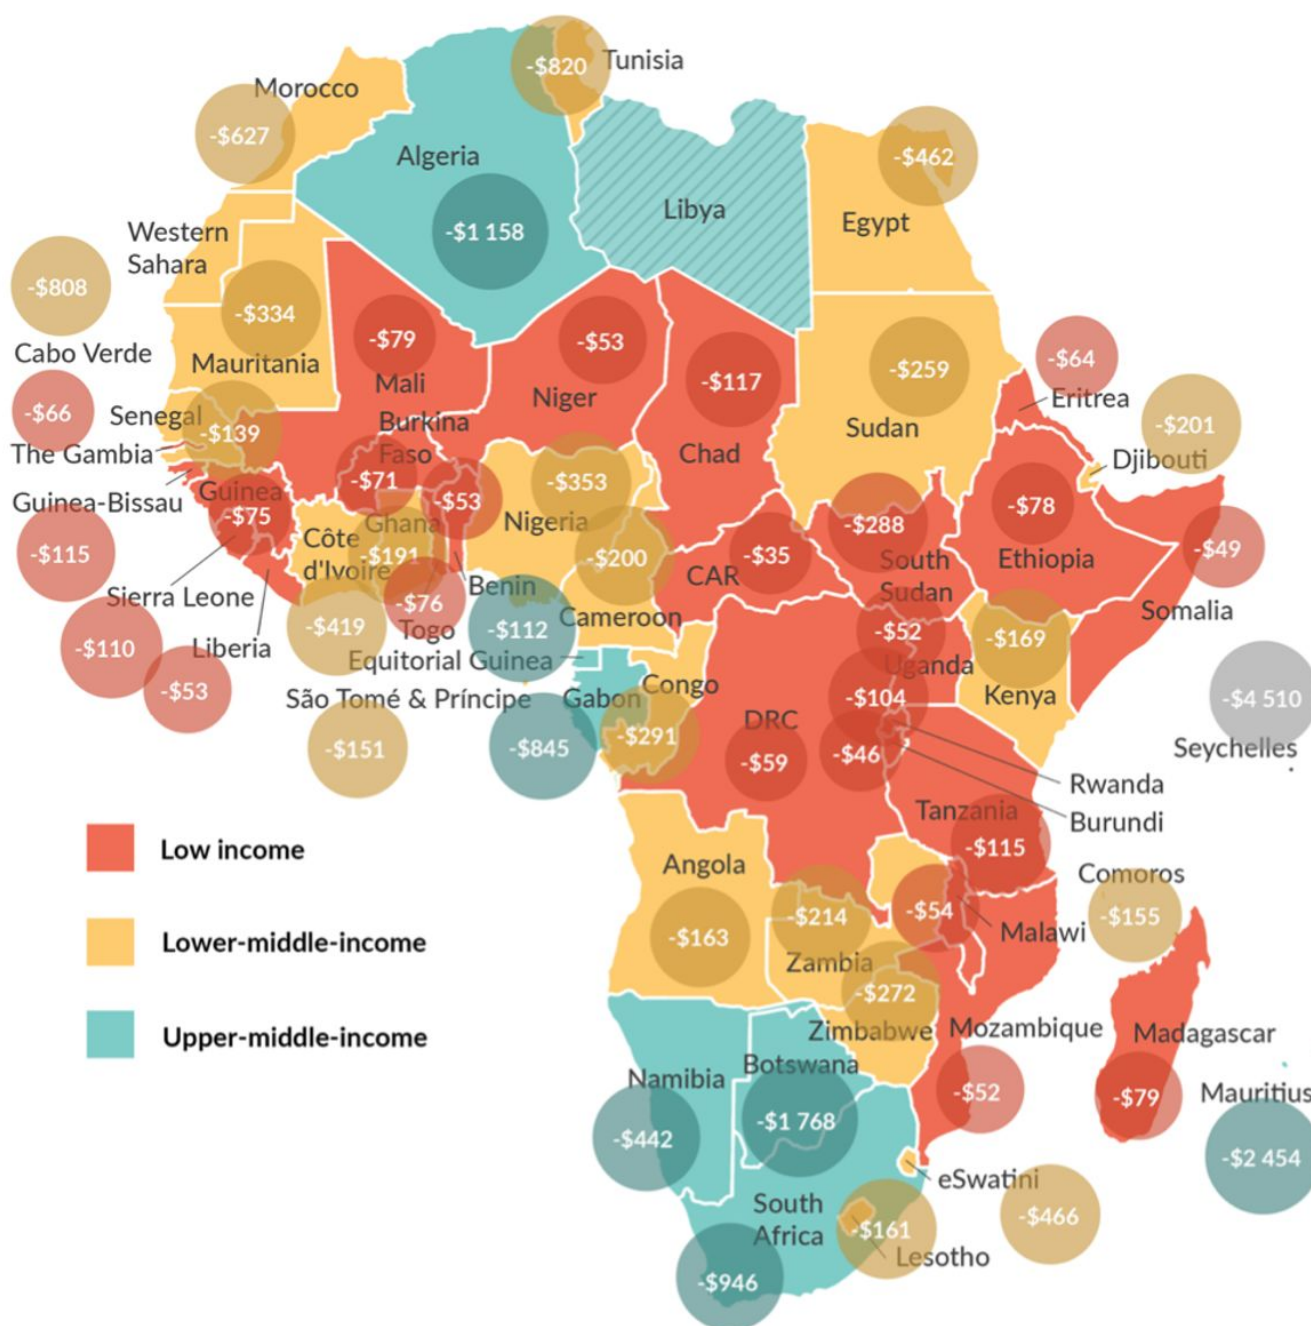 Tunisia
-$820
Morocco
-$627
Algeria
-$1 158
Libya
-$462
Egypt
Western
Sahara
-$808
Cabo Verde
-$334
Mauritania
-$79
Mali
-$53
Niger
-$117
Chad
-$259
Sudan
-$64
Eritrea
-$201
Djibouti
-$66
Senegal
-$139
The Gambia
Guinea-Bissau
Burkina
Faso
-$71
-$53
Guinea
-$75
-$353
Nigeria
-$288
South
Sudan
-$78
Ethiopia
-$49
Somalia
-$115
Côte
d'Ivoire
Ghana
-$191
-$200
Cameroon
-$35
CAR
Sierra Leone
Benin
-$76
Togo
-$110
Liberia
-$53
-$419
-$112
Equitorial Guinea
-$52
Uganda
-$169
Kenya
São Tomé & Príncipe
-$151
Gabon
-$845
Congo
-$291
DRC
-$59
-$104
-$46
-$4 510
Seychelles
Rwanda
Burundi
Tanzania
-$115
Low income
Lower-middle-income
Upper-middle-income
Angola
-$163
-$214
Zambia
-$54
Malawi
Comoros
-$155
-$272
Zimbabwe
Mozambique
-$52
Madagascar
-$79
Mauritius
-$2 454
Namibia
-$442
Botswana
-$1 768
eSwatini
-$466
South
Africa
-$946
-$161
Lesotho